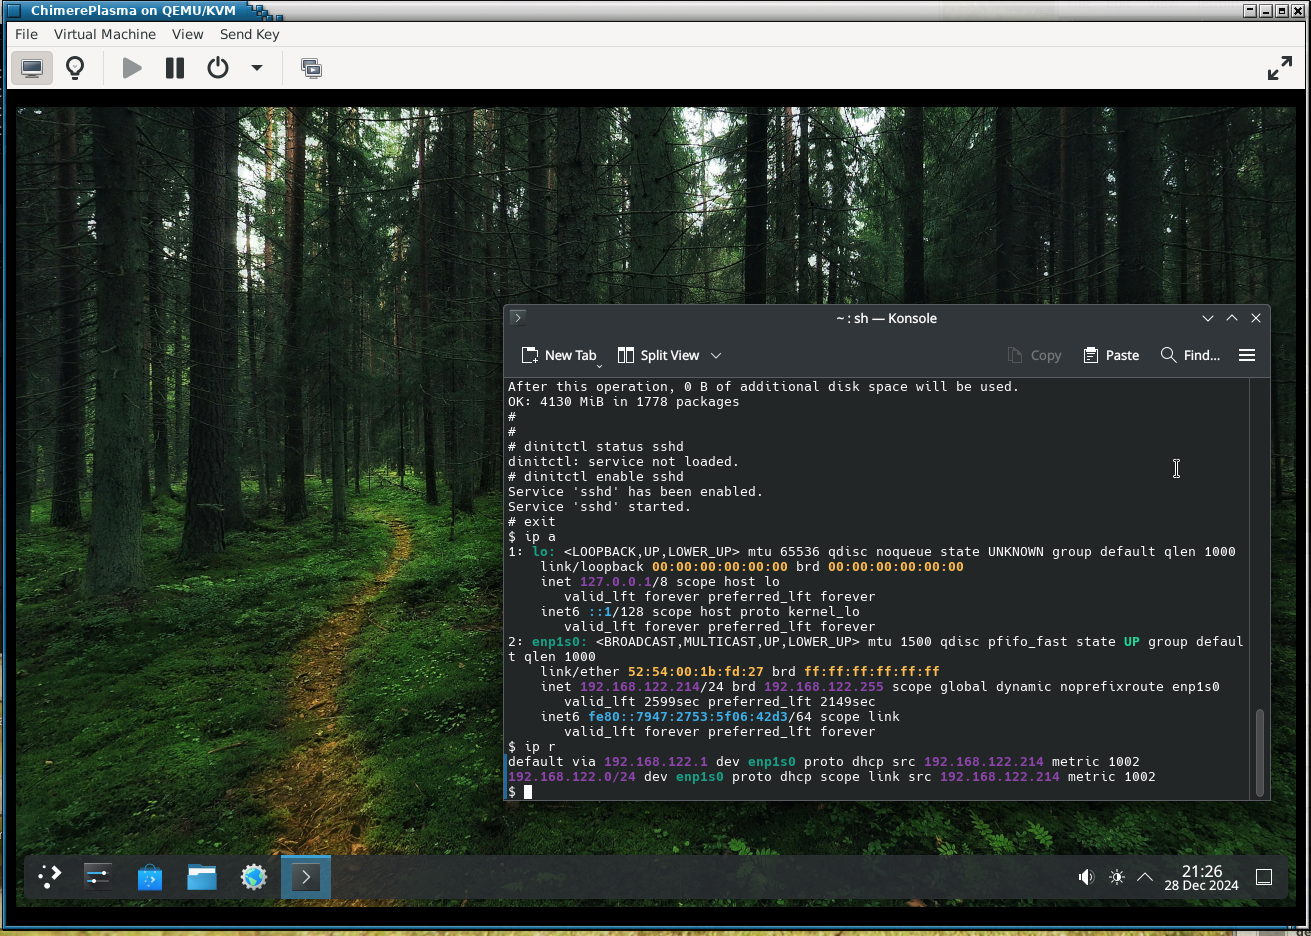 ChimerePlasma on QEMU/KVM
File Virtual Machine View Send Key
~ : sh — Konsole
New Tab Split View Copy Paste Find...
After this operation, 0 B of additional disk space will be used.
OK: 4130 MiB in 1778 packages
#
#
# dinitctl status sshd
dinitctl: service not loaded.
# dinitctl enable sshd
Service 'sshd' has been enabled.
Service 'sshd' started.
# exit
$ ip a
1: lo: <LOOPBACK,UP,LOWER_UP> mtu 65536 qdisc noqueue state UNKNOWN group default qlen 1000
link/loopback 00:00:00:00:00:00 brd 00:00:00:00:00:00
inet 127.0.0.1/8 scope host lo
valid_lft forever preferred_lft forever
inet6 ::1/128 scope host proto kernel_lo
valid_lft forever preferred_lft forever
2: enp1s0: <BROADCAST,MULTICAST,UP,LOWER_UP> mtu 1500 qdisc pfifo_fast state UP group defaul
t qlen 1000
link/ether 52:54:00:1b:fd:27 brd ff:ff:ff:ff:ff:ff
inet 192.168.122.214/24 brd 192.168.122.255 scope global dynamic noprefixroute enp1s0
valid_lft 2599sec preferred_lft 2149sec
inet6 fe80::7947:2753:5f06:42d3/64 scope link
valid_lft forever preferred_lft forever
$ ip r
default via 192.168.122.1 dev enp1s0 proto dhcp src 192.168.122.214 metric 1002
192.168.122.0/24 dev enp1s0 proto dhcp scope link src 192.168.122.214 metric 1002
$
21:26
28 Dec 2024